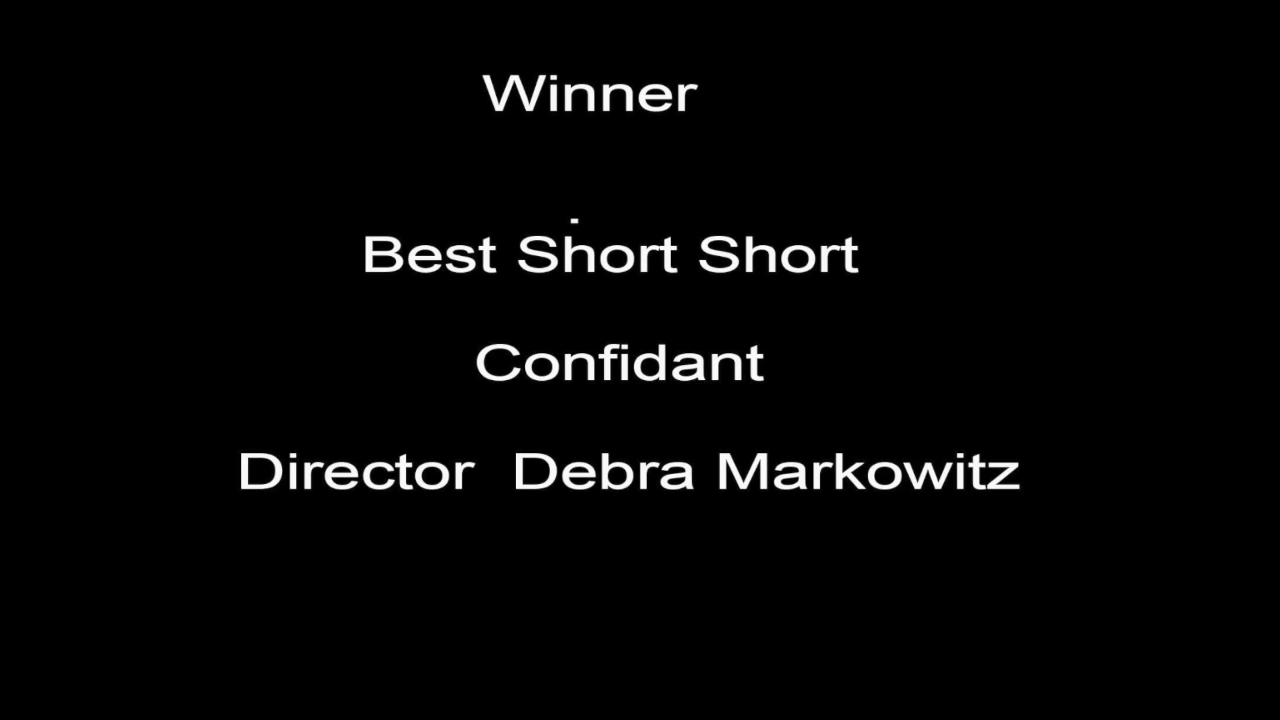 Winner
.
Best Short Short
Confidant
Director  Debra Markowitz